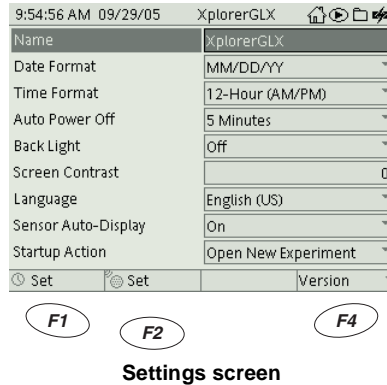 9:54:56 AM 09/29/05 XplorerGLX
Name XplorerGLX
Date Format MM/DD/YY
Time Format 12-Hour (AM/PM)
Auto Power Off 5 Minutes
Back Light Off
Screen Contrast 0
Language English (US)
Sensor Auto-Display On
Startup Action Open New Experiment
Set Set Version
F1 F2 F4
Settings screen